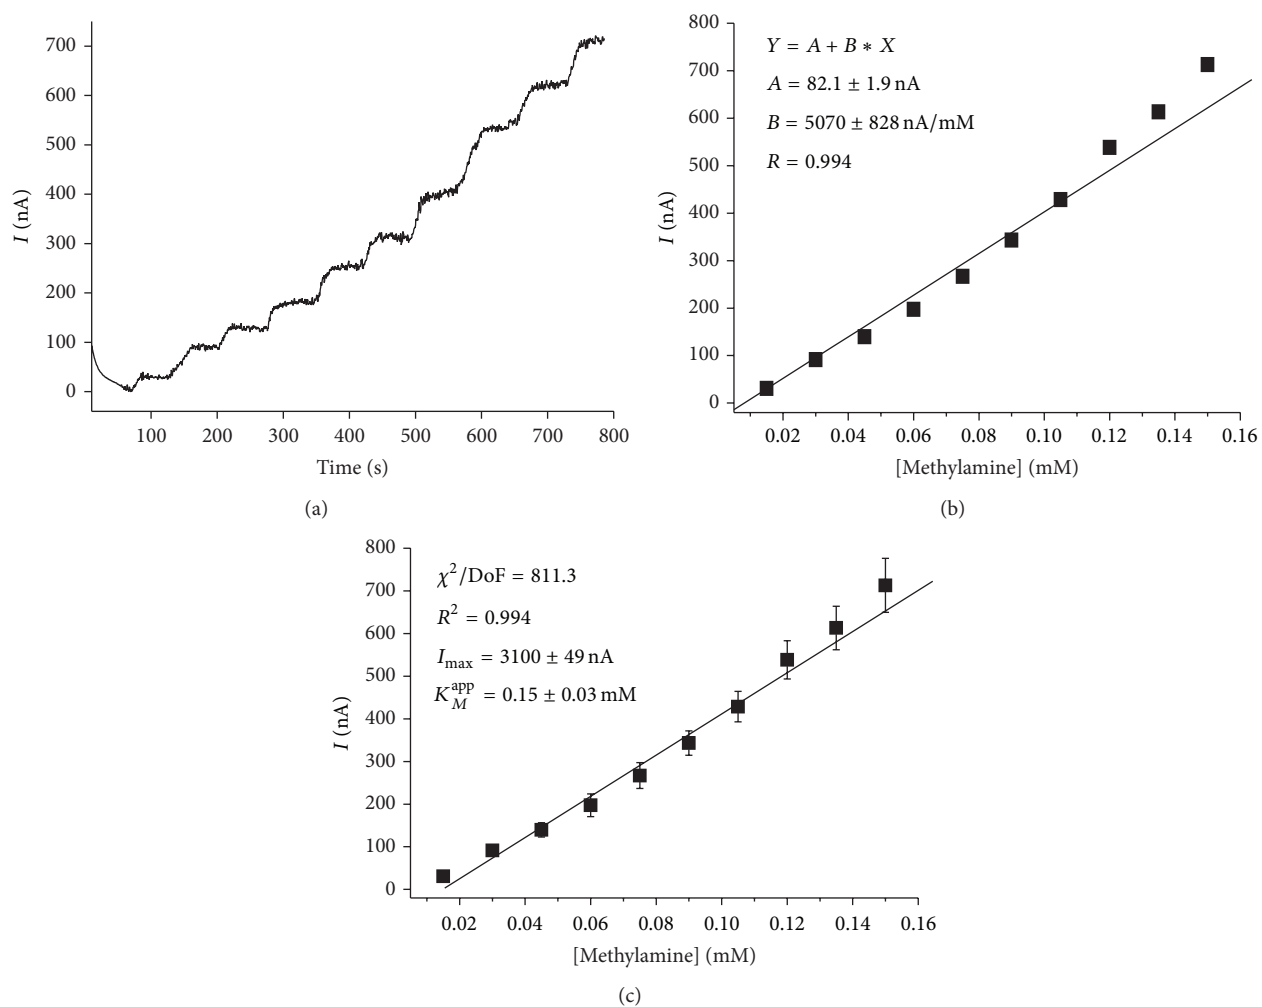 700
600
500
400
300
200
100
0
I (nA)
100 200 300 400 500 600 700 800
Time (s)
(a)
800
700
600
500
400
300
200
100
0
I (nA)
Y = A + B ∗ X
A = 82.1 ± 1.9 nA
B = 5070 ± 828 nA/mM
R = 0.994
0.02 0.04 0.06 0.08 0.10 0.12 0.14 0.16
[Methylamine] (mM)
(b)
800
700
600
500
400
300
200
100
0
I (nA)
χ²/DoF = 811.3
R² = 0.994
I_max = 3100 ± 49 nA
K_M^app = 0.15 ± 0.03 mM
0.02 0.04 0.06 0.08 0.10 0.12 0.14 0.16
[Methylamine] (mM)
(c)